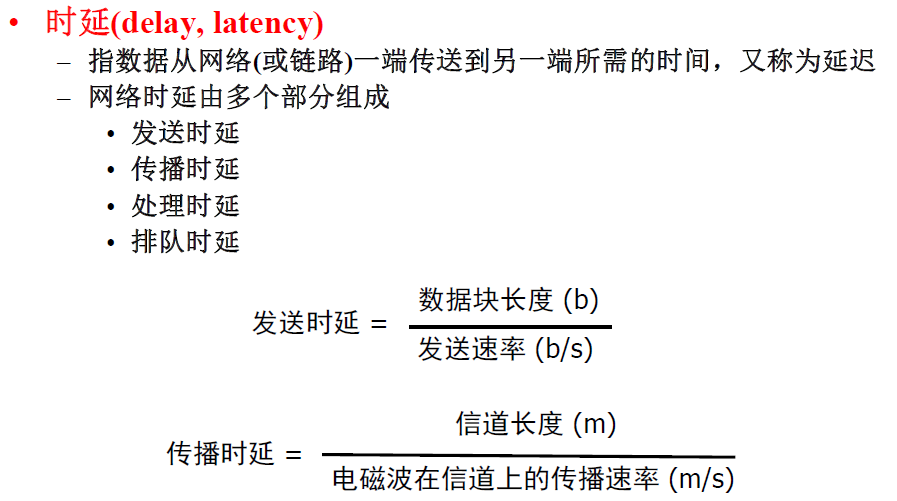 • 时延(delay, latency)
– 指数据从网络(或链路)一端传送到另一端所需的时间，又称为延迟
– 网络时延由多个部分组成
• 发送时延
• 传播时延
• 处理时延
• 排队时延
发送时延 =
数据块长度 (b)
发送速率 (b/s)
传播时延 =
信道长度 (m)
电磁波在信道上的传播速率 (m/s)